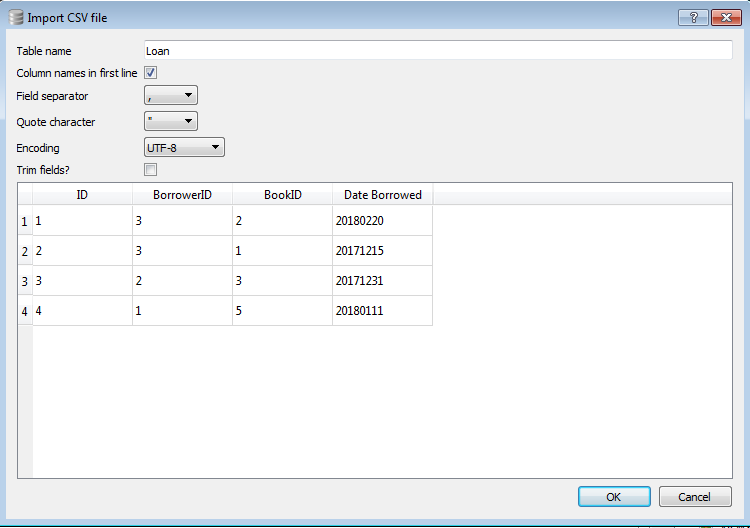 Import CSV file
Table name Loan
Column names in first line
Field separator ,
Quote character "
Encoding UTF-8
Trim fields?
ID BorrowerID BookID Date Borrowed
1 1 3 2 20180220
2 2 3 1 20171215
3 3 2 3 20171231
4 4 1 5 20180111
OK Cancel